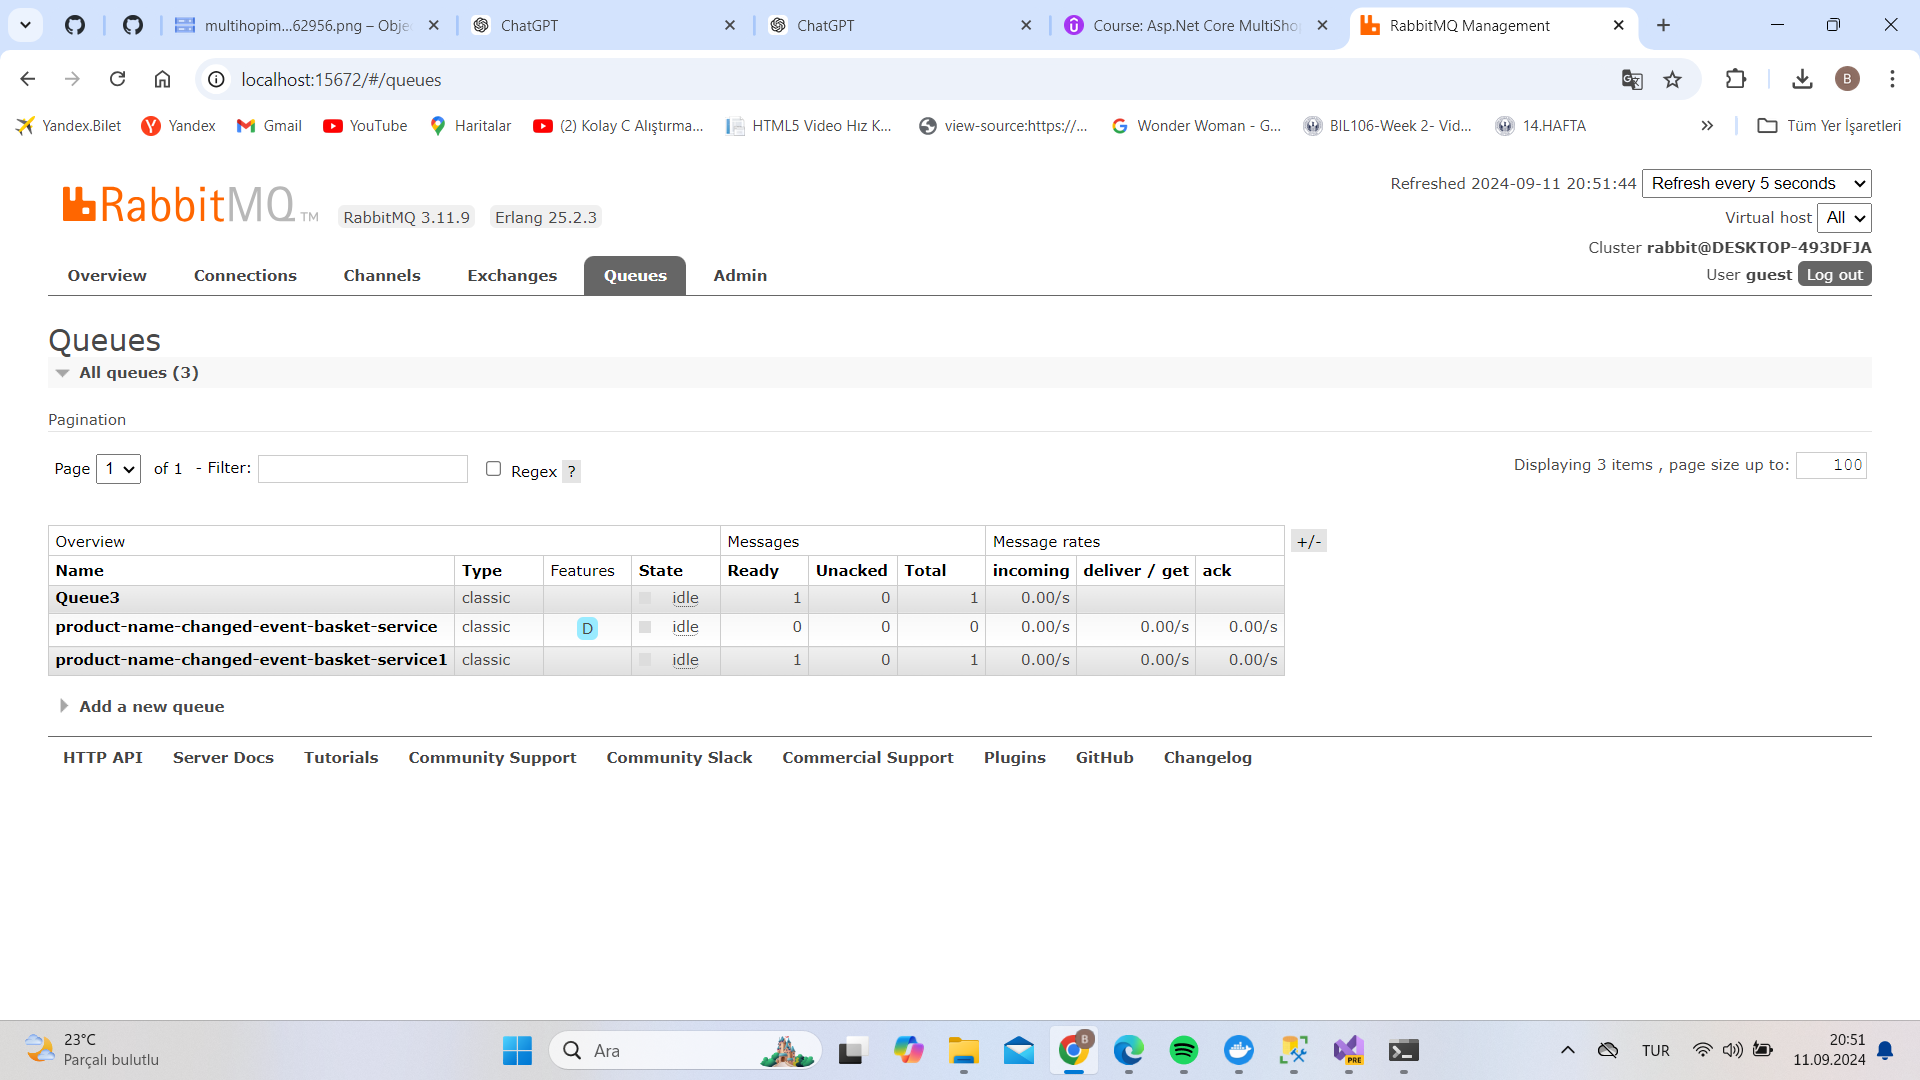 multihopim...62956.png – Obje
ChatGPT
ChatGPT
Course: Asp.Net Core MultiSho
RabbitMQ Management
localhost:15672/#/queues
B
Yandex.Bilet
Yandex
Gmail
YouTube
Haritalar
(2) Kolay C Alıştırma...
HTML5 Video Hız K...
view-source:https://...
Wonder Woman - G...
BIL106-Week 2- Vid...
14.HAFTA
Tüm Yer İşaretleri
RabbitMQ TM
RabbitMQ 3.11.9
Erlang 25.2.3
Refreshed 2024-09-11 20:51:44 Refresh every 5 seconds
Virtual host All
Cluster rabbit@DESKTOP-493DFJA
User guest Log out
Overview Connections Channels Exchanges Queues Admin
Queues
All queues (3)
Pagination
Page 1 of 1 - Filter: Regex ?
Displaying 3 items , page size up to: 100
Overview Messages Message rates +/-
Name Type Features State Ready Unacked Total incoming deliver / get ack
Queue3 classic idle 1 0 1 0.00/s
product-name-changed-event-basket-service classic D idle 0 0 0 0.00/s 0.00/s 0.00/s
product-name-changed-event-basket-service1 classic idle 1 0 1 0.00/s 0.00/s 0.00/s
Add a new queue
HTTP API Server Docs Tutorials Community Support Community Slack Commercial Support Plugins GitHub Changelog
23°C
Parçalı bulutlu
Ara
B
PRE
TUR
20:51
11.09.2024